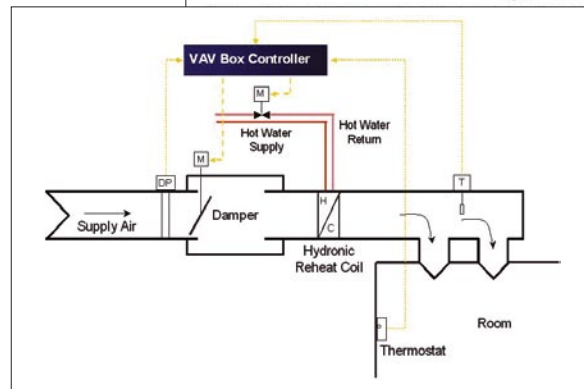 VAV Box Controller
M
Hot Water
Supply
Hot Water
Return
M
DP
T
Supply Air
Damper
H
C
Hydronic
Reheat Coil
Room
Thermostat